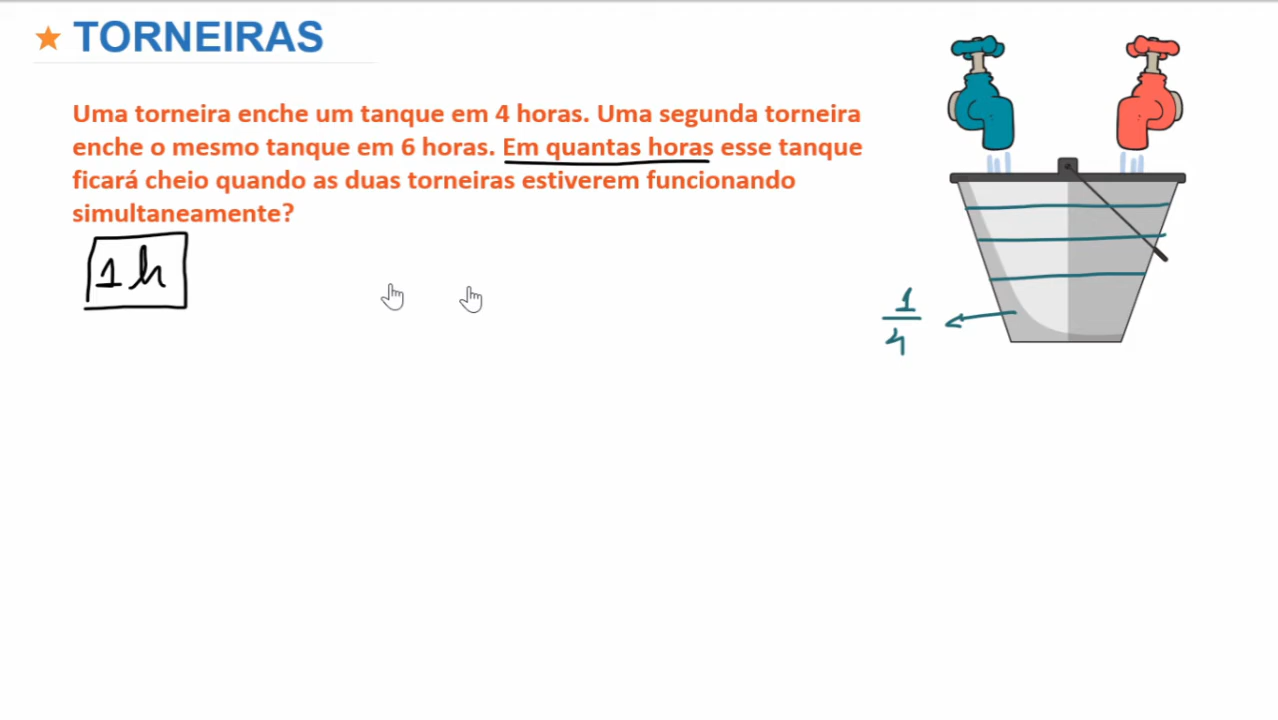 TORNEIRAS
Uma torneira enche um tanque em 4 horas. Uma segunda torneira
enche o mesmo tanque em 6 horas. Em quantas horas esse tanque
ficará cheio quando as duas torneiras estiverem funcionando
simultaneamente?
1 h
1
4